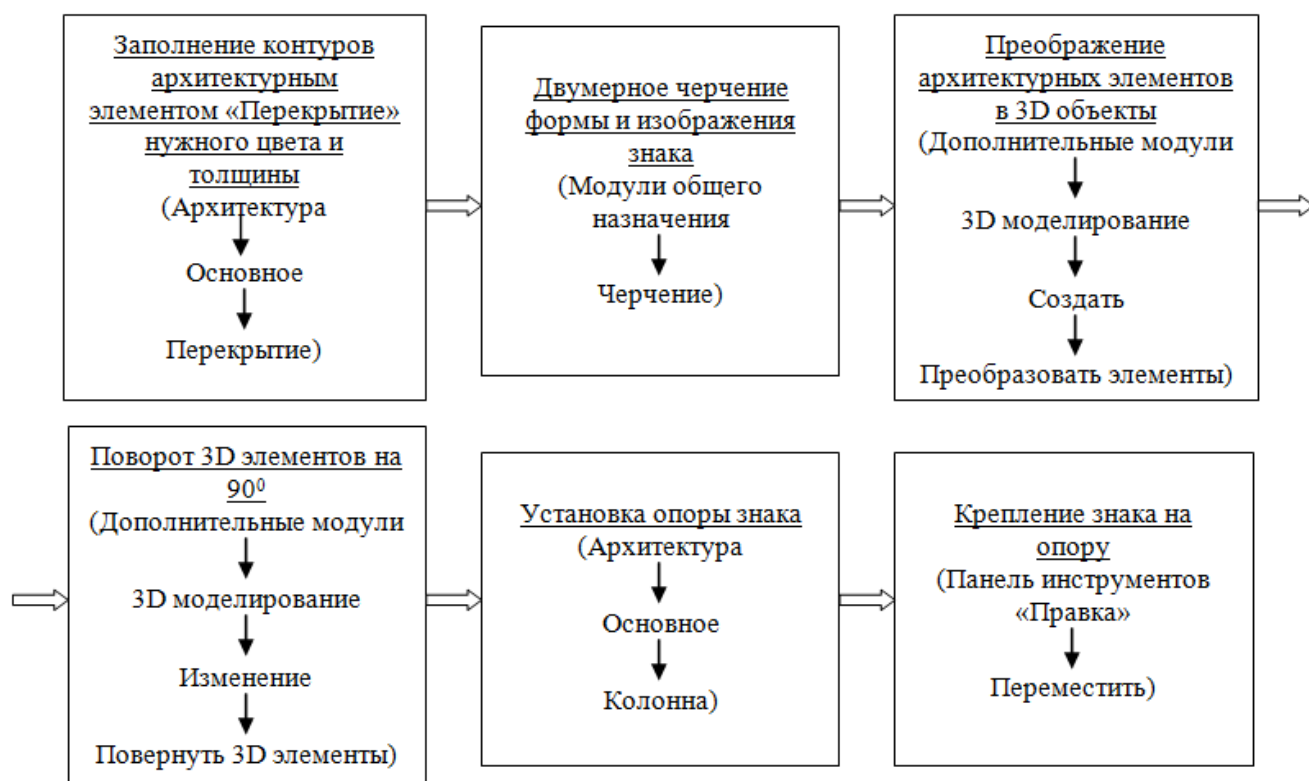 Заполнение контуров
архитектурным
элементом «Перекрытие»
нужного цвета и
толщины
(Архитектура
Основное
Перекрытие)
Двумерное черчение
формы и изображения
знака
(Модули общего
назначения
Черчение)
Преображение
архитектурных элементов
в 3D объекты
(Дополнительные модули
3D моделирование
Создать
Преобразовать элементы)
Поворот 3D элементов на
90⁰
(Дополнительные модули
3D моделирование
Изменение
Повернуть 3D элементы)
Установка опоры знака
(Архитектура
Основное
Колонна)
Крепление знака на
опору
(Панель инструментов
«Правка»
Переместить)